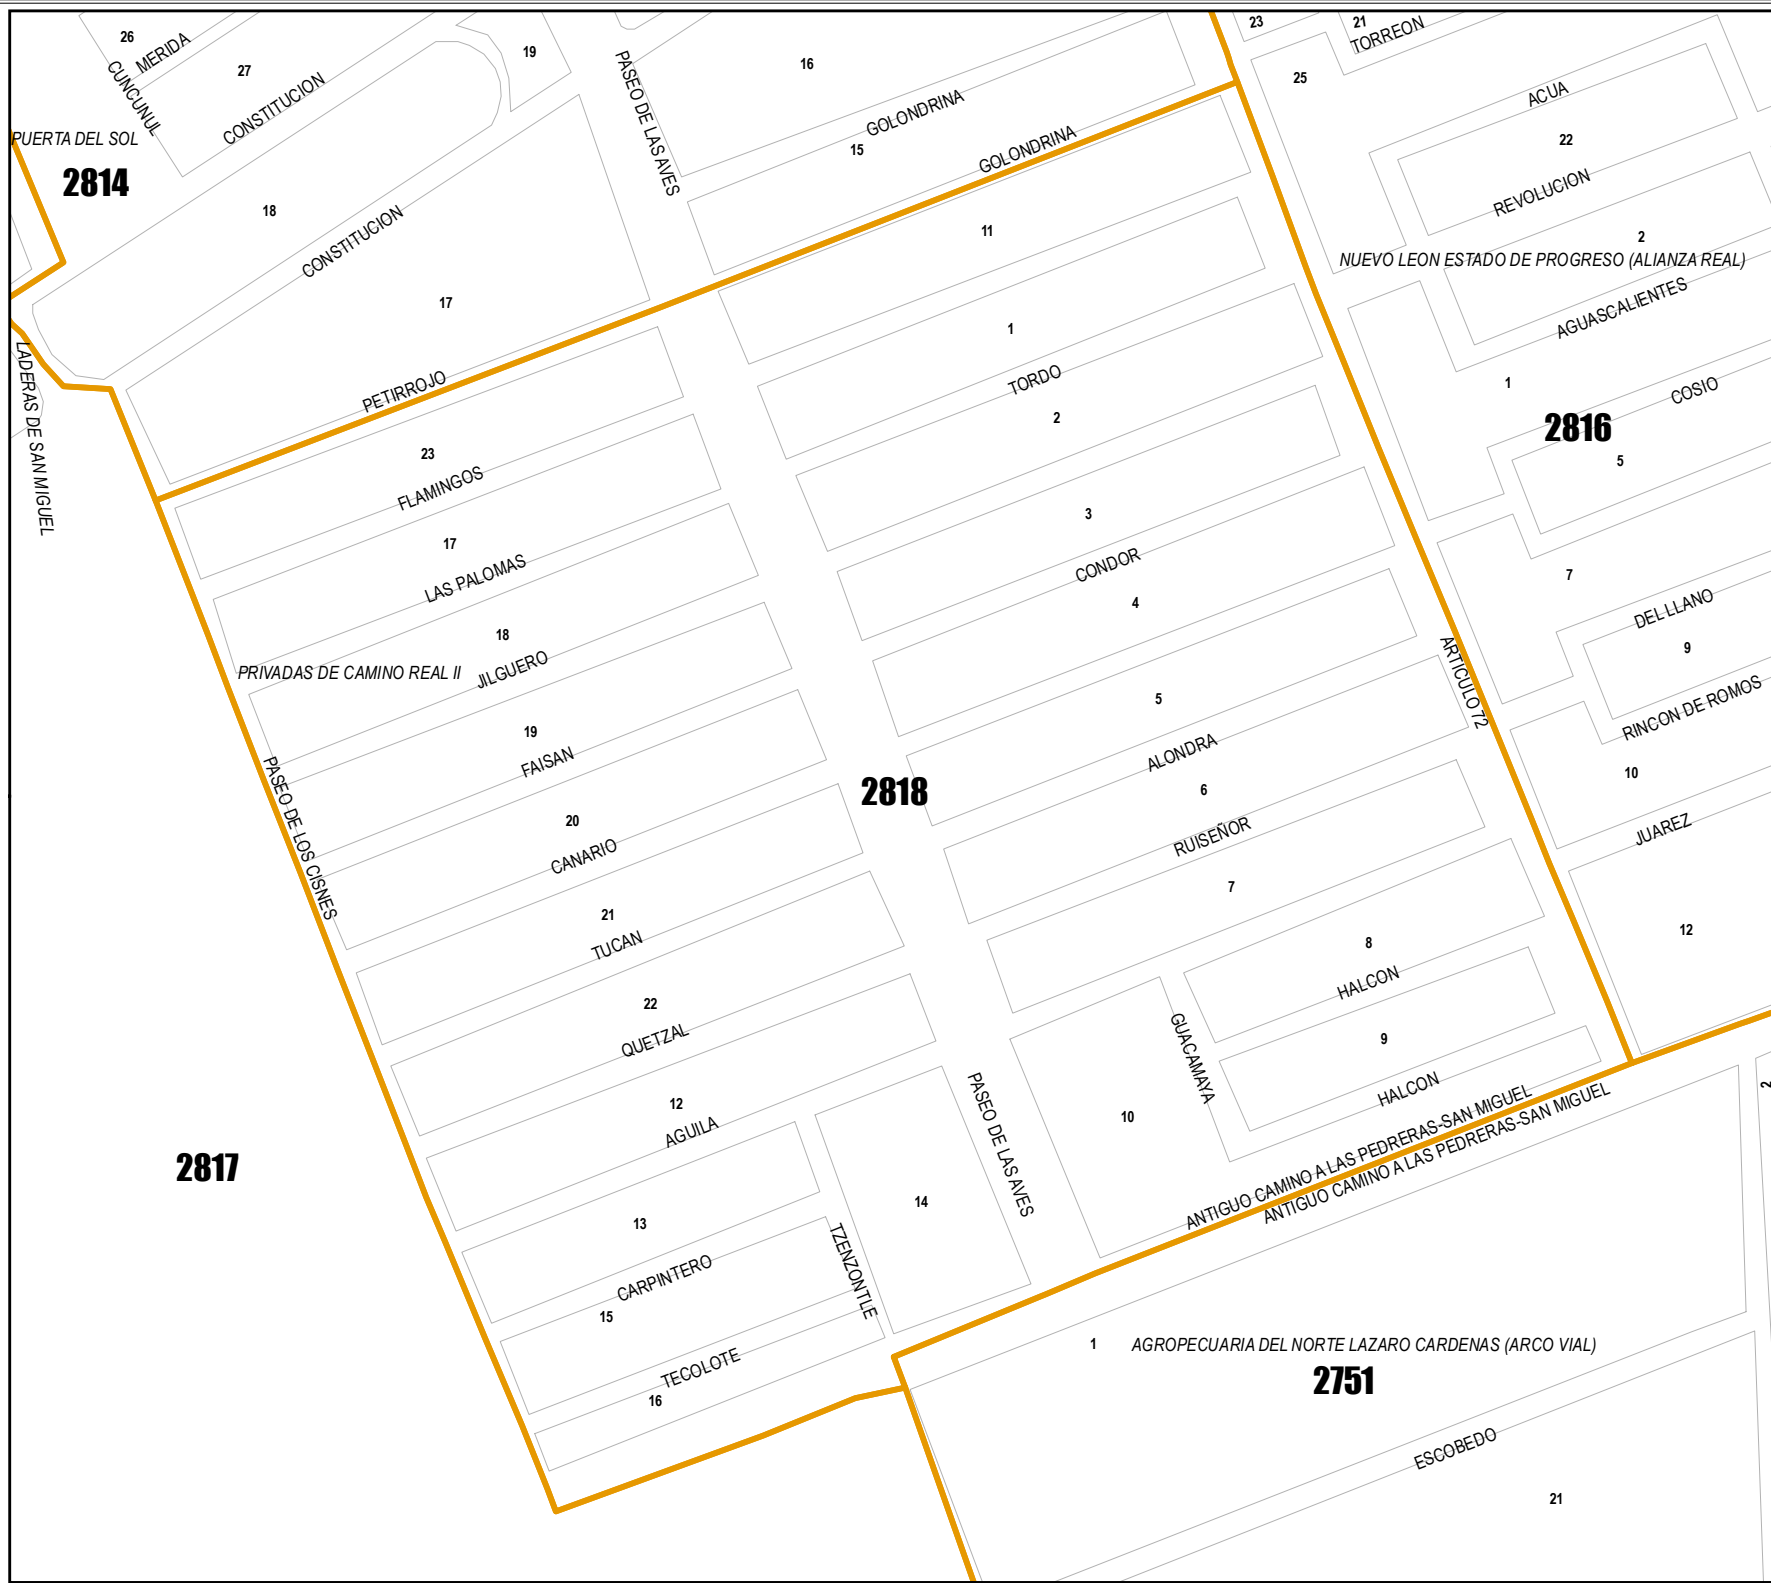 26
MERIDA
27
CUNCUNUL
CONSTITUCION
19
PASEO DE LAS AVES
16
GOLONDRINA
15
GOLONDRINA
23
21
TORREON
25
ACUA
22
REVOLUCION
2
NUEVO LEON ESTADO DE PROGRESO (ALIANZA REAL)
AGUASCALIENTES
PUERTA DEL SOL
2814
18
CONSTITUCION
17
PETIRROJO
LADERAS DE SAN MIGUEL
11
1
TORDO
2
3
CONDOR
4
5
ALONDRA
6
RUISEÑOR
7
8
HALCON
9
HALCON
GUACAMAYA
10
1
COSIO
2816
5
7
DEL LLANO
9
RINCON DE ROMOS
10
JUAREZ
12
ARTICULO 72
23
FLAMINGOS
17
LAS PALOMAS
18
PRIVADAS DE CAMINO REAL II
JILGUERO
19
FAISAN
20
CANARIO
21
TUCAN
22
QUETZAL
12
AGUILA
13
CARPINTERO
15
TECOLOTE
16
PASEO DE LOS CISNES
2818
2817
14
TZENZONTLE
PASEO DE LAS AVES
ANTIGUO CAMINO A LAS PEDRERAS-SAN MIGUEL
ANTIGUO CAMINO A LAS PEDRERAS-SAN MIGUEL
2
1
AGROPECUARIA DEL NORTE LAZARO CARDENAS (ARCO VIAL)
2751
ESCOBEDO
21